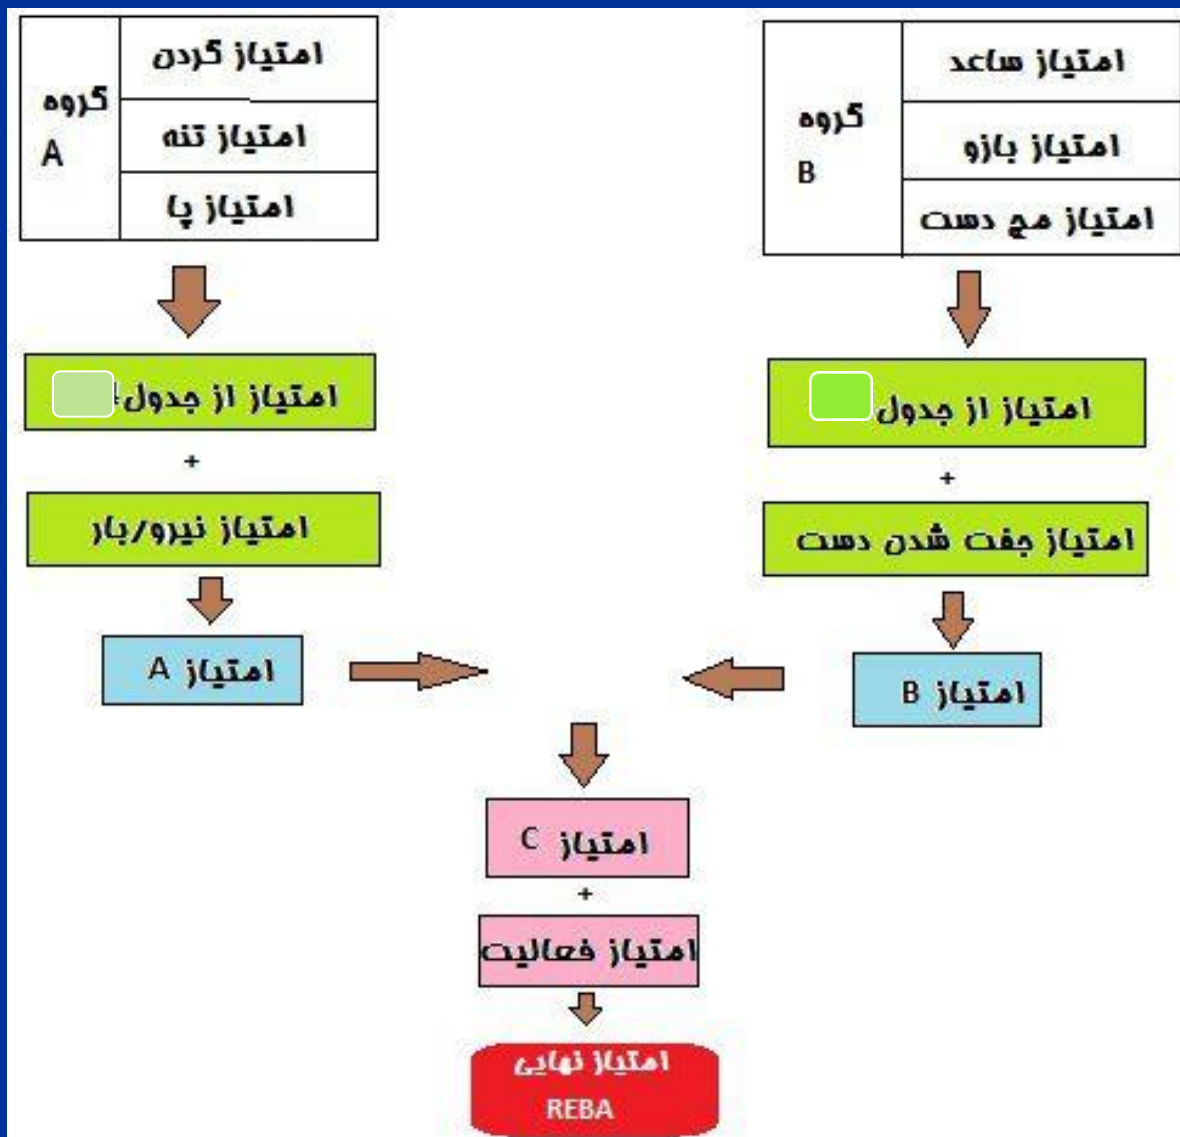 گروه
A
امتیاز گردن
امتیاز تنه
امتیاز پا
گروه
B
امتیاز ساعد
امتیاز بازو
امتیاز مچ دست
امتیاز از جدول
+
امتیاز نیرو/بار
امتیاز A
امتیاز از جدول
+
امتیاز جفت شدن دست
امتیاز B
امتیاز C
+
امتیاز فعالیت
امتیاز نهایی
REBA